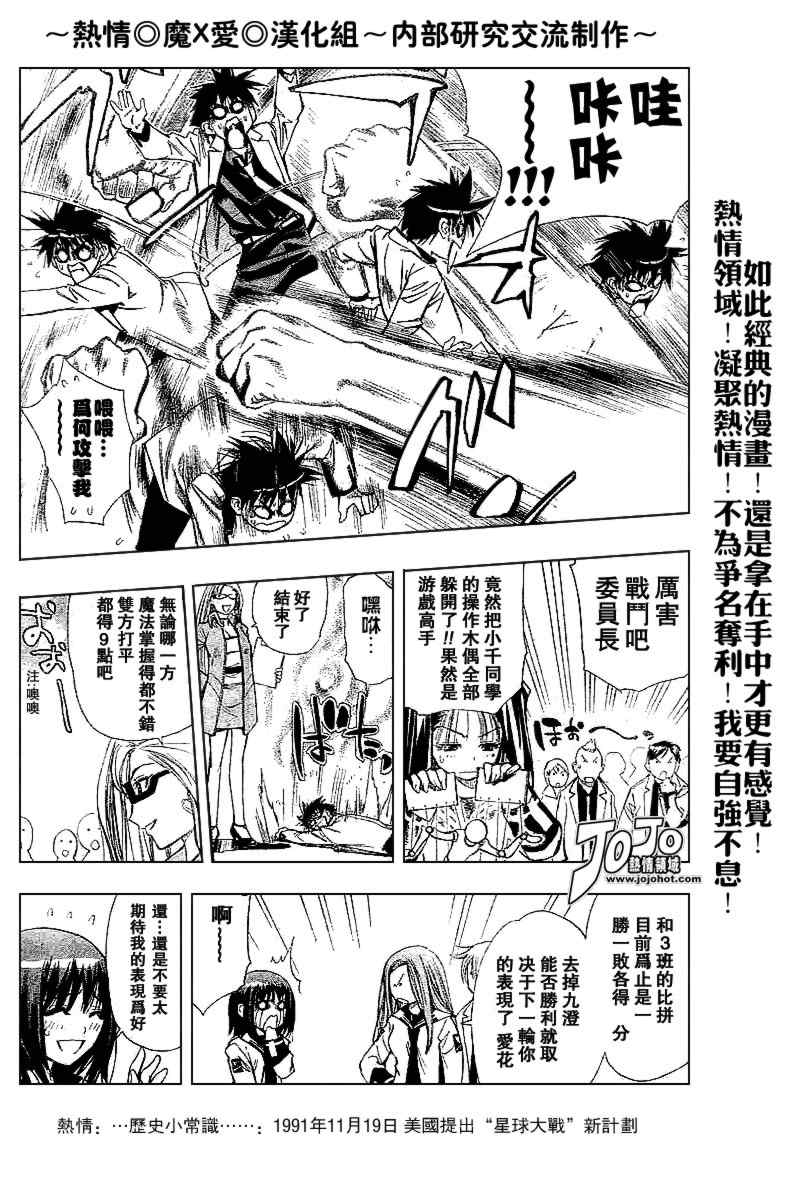 ～熱情◎魔X愛◎漢化組～内部研究交流制作～
哇
咔
咔
～～～
!!!
喂喂…
爲何攻擊我
～～～
厲害
戰鬥吧
委員長
竟然把小千同學
的操作木偶全部
躲開了!!果然是
游戲高手
嘿咻…
好了
結束了
無論哪一方
魔法掌握得都不錯
雙方打平
都得9點吧
注:噢噢
和3班的比拼
目前爲止是一
勝一敗各得 分
去掉九澄
能否勝利就取
决于下一輪你
的表現了 愛花
啊～
還…還是不要太
期待我的表現爲好
JOJO
熱情領域
www.jojohot.com
如此經典的漫畫！還是拿在手中才更有感覺！
熱情領域！凝聚熱情！不為爭名奪利！我要自強不息！
熱情：…歷史小常識……：1991年11月19日 美國提出“星球大戰”新計劃